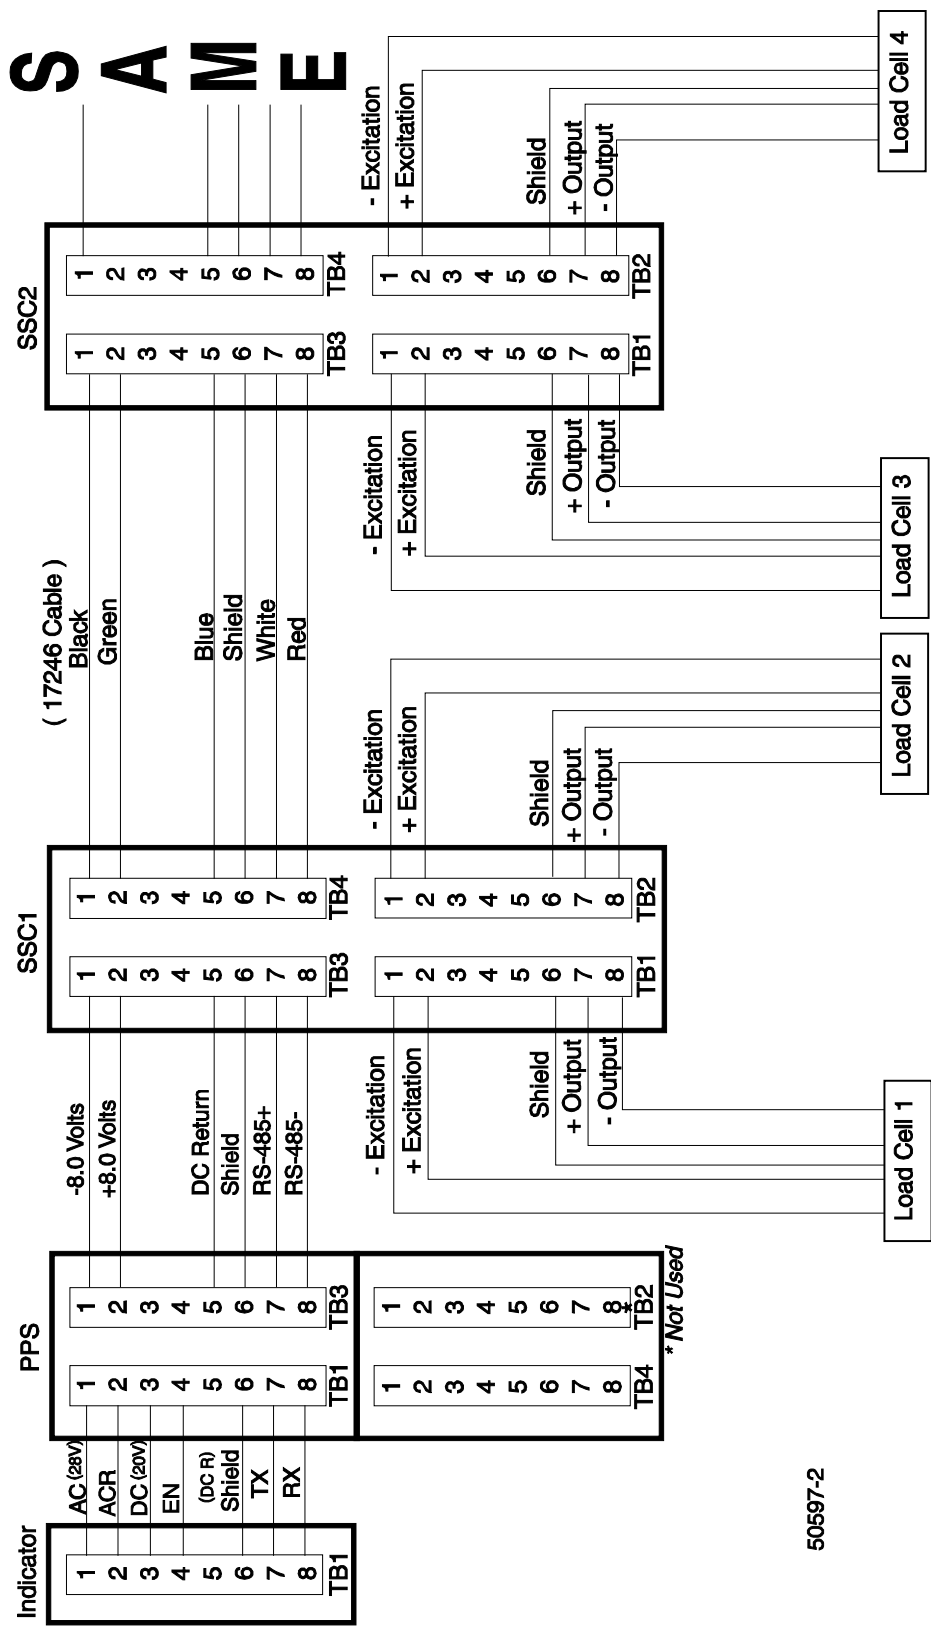 Indicator
1
2
3
4
5
6
7
8
TB1
AC (28V)
ACR
DC (20V)
EN
(DC R)
Shield
TX
RX
PPS
1
2
3
4
5
6
7
8
TB1
1
2
3
4
5
6
7
8
TB3
1
2
3
4
5
6
7
8
TB4
1
2
3
4
5
6
7
8
*
TB2
* Not Used
-8.0 Volts
+8.0 Volts
DC Return
Shield
RS-485+
RS-485-
- Excitation
+ Excitation
Shield
+ Output
- Output
Load Cell 1
SSC1
1
2
3
4
5
6
7
8
TB3
1
2
3
4
5
6
7
8
TB4
1
2
3
4
5
6
7
8
TB1
1
2
3
4
5
6
7
8
TB2
- Excitation
+ Excitation
Shield
+ Output
- Output
Load Cell 2
( 17246 Cable )
Black
Green
Blue
Shield
White
Red
- Excitation
+ Excitation
Shield
+ Output
- Output
Load Cell 3
SSC2
1
2
3
4
5
6
7
8
TB3
1
2
3
4
5
6
7
8
TB4
1
2
3
4
5
6
7
8
TB1
1
2
3
4
5
6
7
8
TB2
- Excitation
+ Excitation
Shield
+ Output
- Output
Load Cell 4
S
A
M
E
50597-2